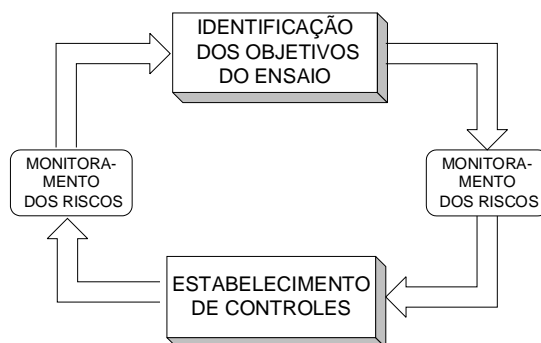 IDENTIFICAÇÃO
DOS OBJETIVOS
DO ENSAIO
MONITORA-
MENTO
DOS RISCOS
MONITORA-
MENTO
DOS RISCOS
ESTABELECIMENTO
DE CONTROLES